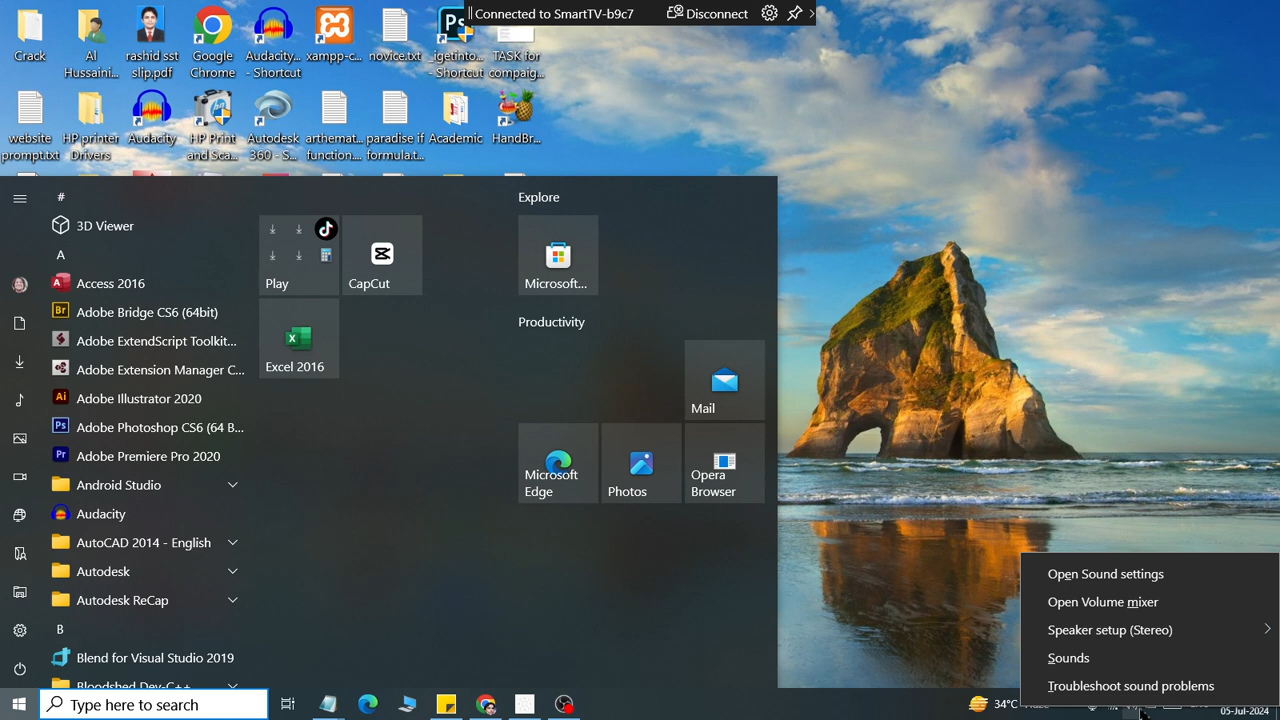 Connected to SmartTV-b9c7 Disconnect
Crack
Al
Hussaini...
rashid sst
slip.pdf
Google
Chrome
Audacity...
- Shortcut
xampp-c...
novice.txt
_igetinto...
- Shortcut
TASK for
compaig...
website
prompt.txt
HP printer
Drivers
Audacity
HP Print
and Sca...
Autodesk
360 - S...
arthemat...
function....
paradise if
formula.t...
Academic
HandBr...
#
3D Viewer
A
Access 2016
Adobe Bridge CS6 (64bit)
Adobe ExtendScript Toolkit...
Adobe Extension Manager C...
Adobe Illustrator 2020
Adobe Photoshop CS6 (64 B...
Adobe Premiere Pro 2020
Android Studio
Audacity
AutoCAD 2014 - English
Autodesk
Autodesk ReCap
B
Blend for Visual Studio 2019
Bloodshed Dev-C++
Play
CapCut
Excel 2016
Explore
Microsoft...
Productivity
Mail
Microsoft
Edge
Photos
Opera
Browser
Open Sound settings
Open Volume mixer
Speaker setup (Stereo)
Sounds
Troubleshoot sound problems
Type here to search
34°C
05-Jul-2024